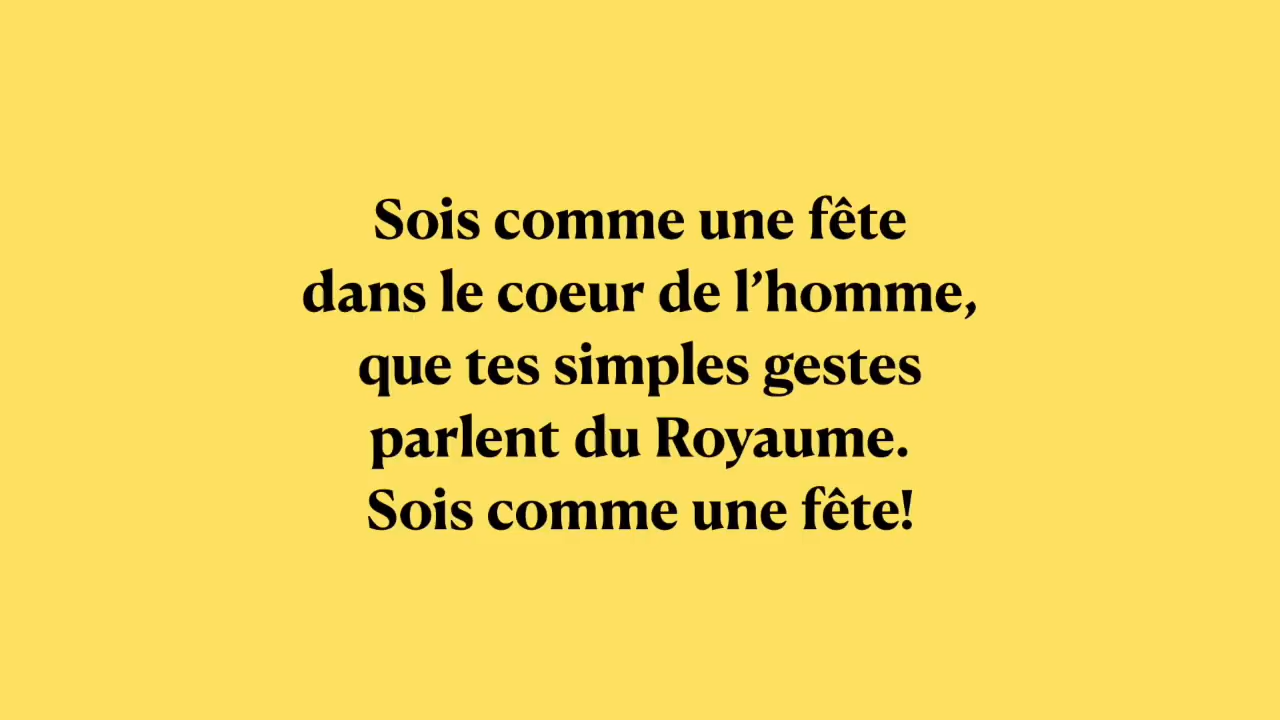 Sois comme une fête
dans le coeur de l’homme,
que tes simples gestes
parlent du Royaume.
Sois comme une fête!